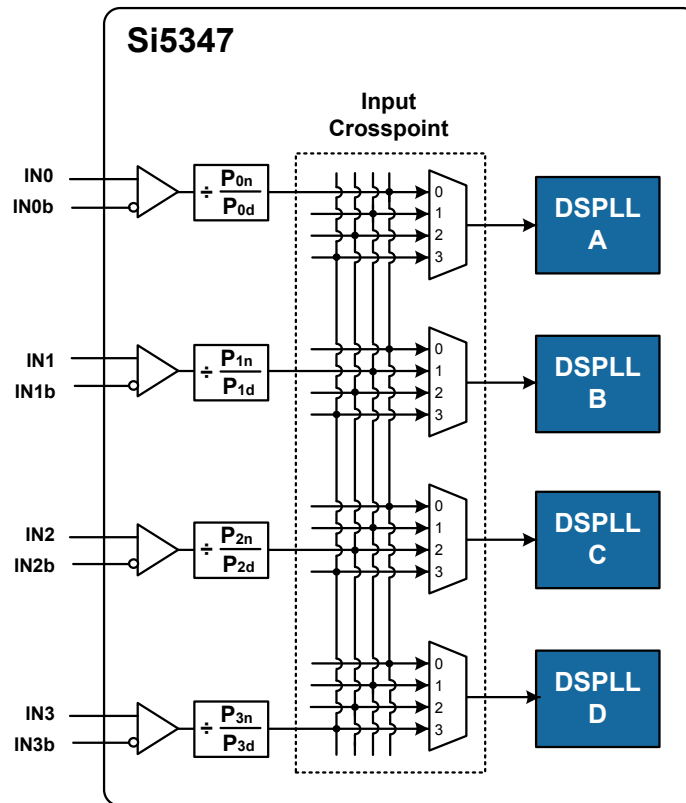 Si5347
Input
Crosspoint
IN0
IN0b
÷ P0n
P0d
0
1
2
3
DSPLL
A
IN1
IN1b
÷ P1n
P1d
0
1
2
3
DSPLL
B
IN2
IN2b
÷ P2n
P2d
0
1
2
3
DSPLL
C
IN3
IN3b
÷ P3n
P3d
0
1
2
3
DSPLL
D